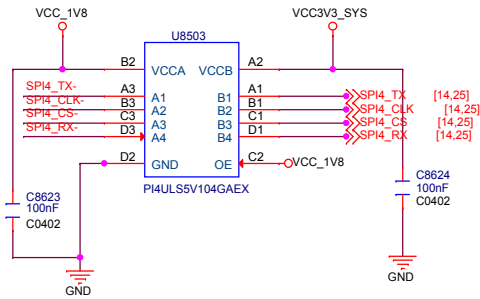 VCC_1V8
U8503
VCC3V3_SYS
B2
VCCA
VCCB
A2
SPI4_TX-
A3
A1
B1
A1
SPI4_TX
[14,25]
SPI4_CLK-
B3
A2
B2
B1
SPI4_CLK
[14,25]
SPI4_CS-
C3
A3
B3
C1
SPI4_CS
[14,25]
SPI4_RX-
D3
A4
B4
D1
SPI4_RX
[14,25]
D2
GND
OE
C2
VCC_1V8
PI4ULS5V104GAEX
C8623
100nF
C0402
C8624
100nF
C0402
GND
GND